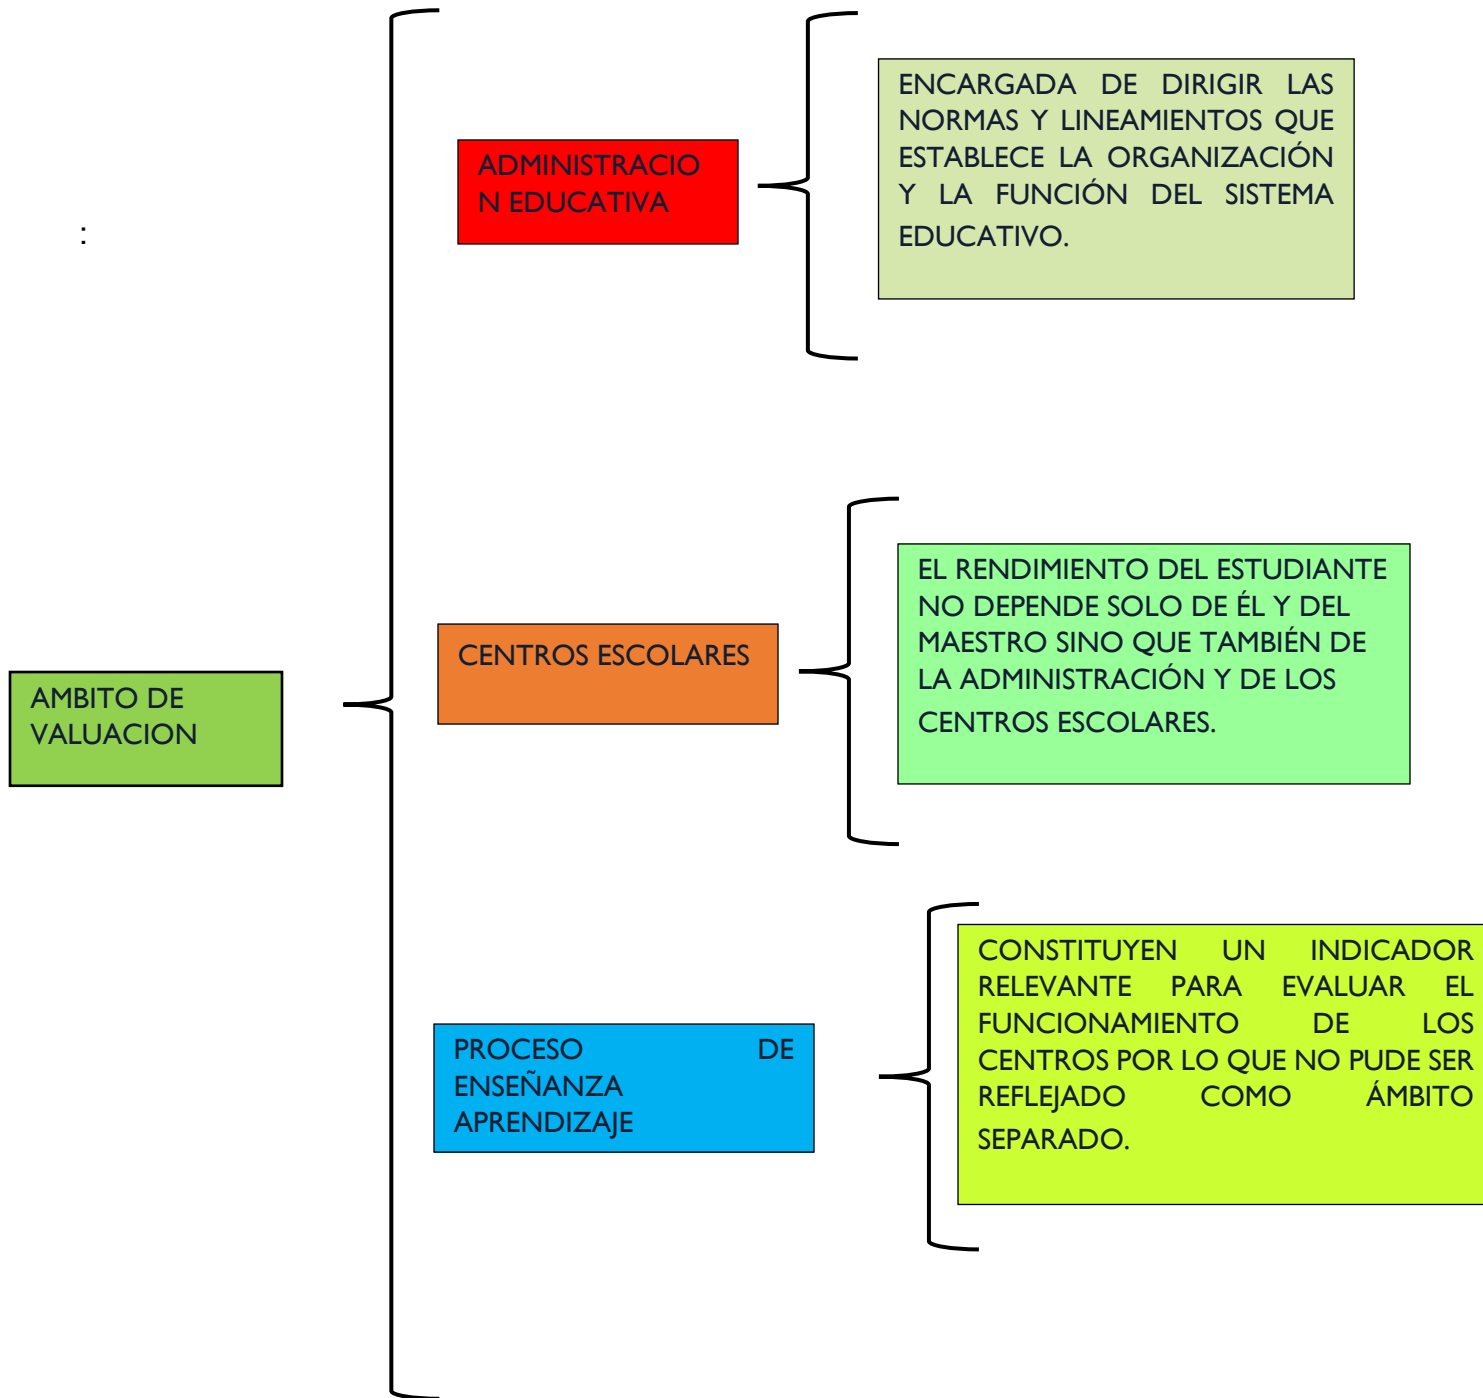 :
AMBITO DE
VALUACION
ADMINISTRACIO
N EDUCATIVA
ENCARGADA DE DIRIGIR LAS
NORMAS Y LINEAMIENTOS QUE
ESTABLECE LA ORGANIZACIÓN
Y LA FUNCIÓN DEL SISTEMA
EDUCATIVO.
CENTROS ESCOLARES
EL RENDIMIENTO DEL ESTUDIANTE
NO DEPENDE SOLO DE ÉL Y DEL
MAESTRO SINO QUE TAMBIÉN DE
LA ADMINISTRACIÓN Y DE LOS
CENTROS ESCOLARES.
PROCESO DE
ENSEÑANZA
APRENDIZAJE
CONSTITUYEN UN INDICADOR
RELEVANTE PARA EVALUAR EL
FUNCIONAMIENTO DE LOS
CENTROS POR LO QUE NO PUDE SER
REFLEJADO COMO ÁMBITO
SEPARADO.